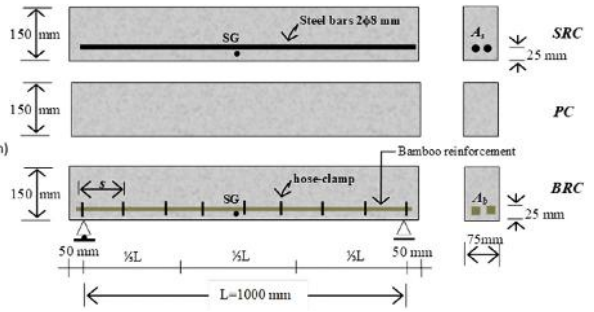 Steel bars 2ϕ8 mm
150 mm
SG
As
SRC
25 mm
150 mm
PC
m)
Bamboo reinforcement
hose-clamp
150 mm
s
SG
Ab
BRC
25 mm
50 mm
50 mm
75mm
⅓L
⅓L
⅓L
L=1000 mm